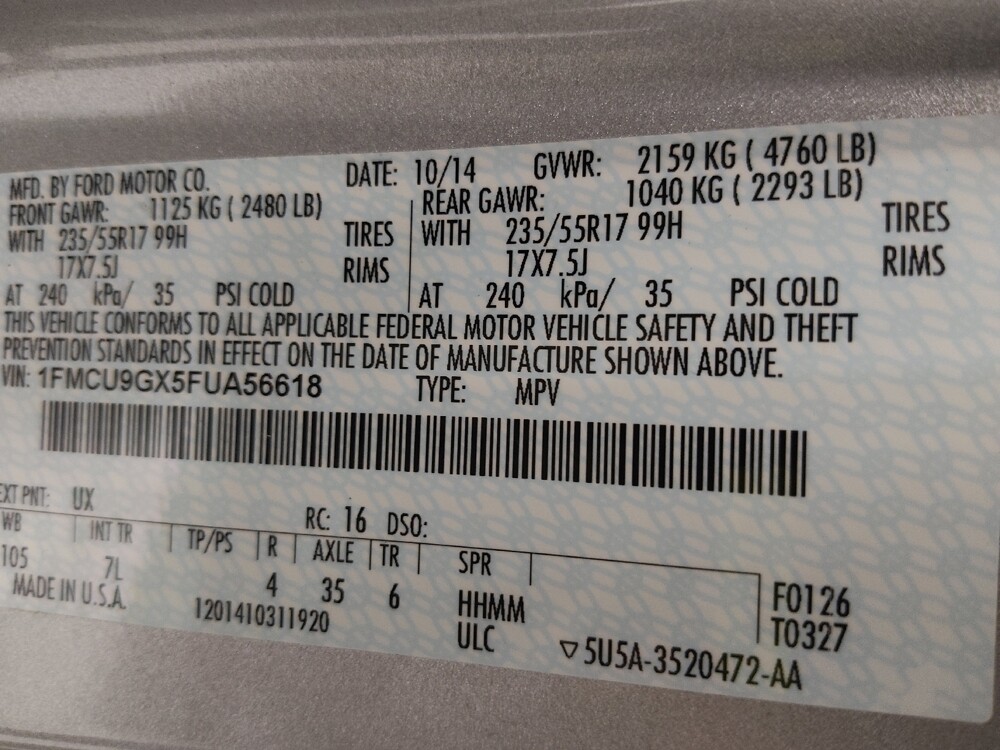 MFD. BY FORD MOTOR CO. DATE: 10/14 GVWR: 2159 KG ( 4760 LB)
FRONT GAWR: 1125 KG ( 2480 LB) REAR GAWR: 1040 KG ( 2293 LB)
WITH 235/55R17 99H TIRES WITH 235/55R17 99H TIRES
17X7.5J RIMS 17X7.5J RIMS
AT 240 kPa/ 35 PSI COLD AT 240 kPa/ 35 PSI COLD
THIS VEHICLE CONFORMS TO ALL APPLICABLE FEDERAL MOTOR VEHICLE SAFETY AND THEFT
PREVENTION STANDARDS IN EFFECT ON THE DATE OF MANUFACTURE SHOWN ABOVE.
VIN: 1FMCU9GX5FUA56618 TYPE: MPV
EXT PNT: UX RC: 16 DSO:
WB INT TR TP/PS R AXLE TR SPR
105 7L 4 35 6 HHMM F0126
MADE IN U.S.A. 1201410311920 ULC T0327
▽5U5A-3520472-AA